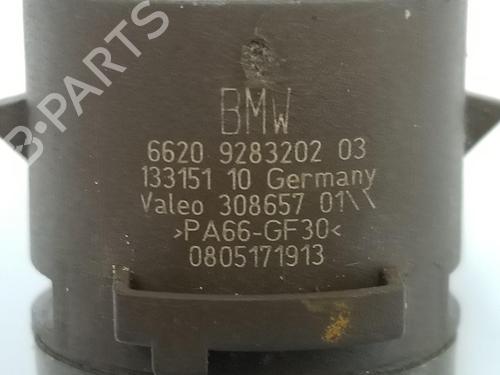 B-PARTS
BMW
6620 9283202 03
133151 10 Germany
Valeo 308657 01\\
>PA66-GF30<
0805171913